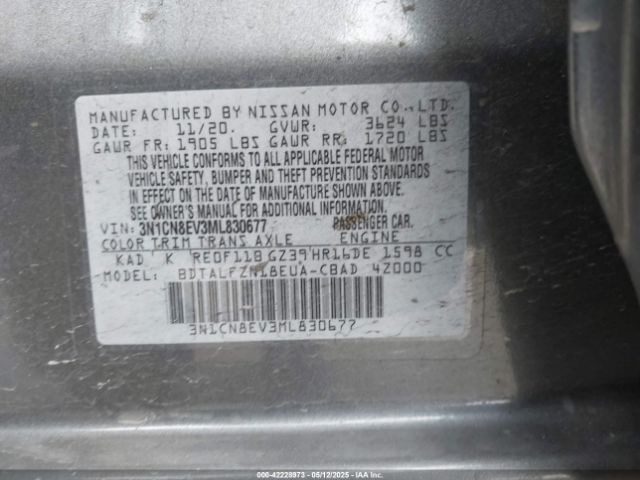 MANUFACTURED BY NISSAN MOTOR CO., LTD.
DATE: 11/20. GVWR: 3624 LBS
GAWR FR: 1905 LBS GAWR RR: 1720 LBS
THIS VEHICLE CONFORMS TO ALL APPLICABLE FEDERAL MOTOR
VEHICLE SAFETY, BUMPER AND THEFT PREVENTION STANDARDS
IN EFFECT ON THE DATE OF MANUFACTURE SHOWN ABOVE.
SEE OWNER'S MANUAL FOR ADDITIONAL INFORMATION.
VIN: 3N1CN8EV3ML830677 PASSENGER CAR.
COLOR TRIM TRANS AXLE ENGINE
KAD K RE0F11B GZ39 HR16DE 1598 CC
MODEL: BDTALFZN18EUA-CBAD 4Z000
3N1CN8EV3ML830677
000-42228973 - 05/12/2025 - IAAI.COM